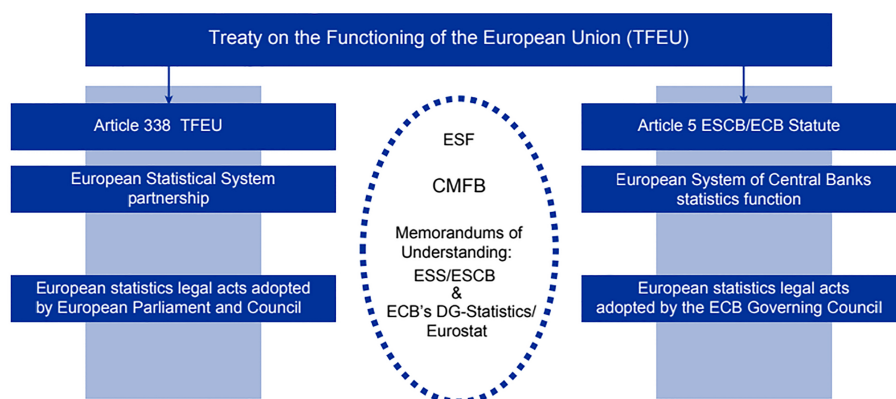 Treaty on the Functioning of the European Union (TFEU)
Article 338 TFEU
European Statistical System
partnership
European statistics legal acts adopted
by European Parliament and Council
ESF
CMFB
Memorandums of
Understanding:
ESS/ESCB
&
ECB's DG-Statistics/
Eurostat
Article 5 ESCB/ECB Statute
European System of Central Banks
statistics function
European statistics legal acts
adopted by the ECB Governing Council